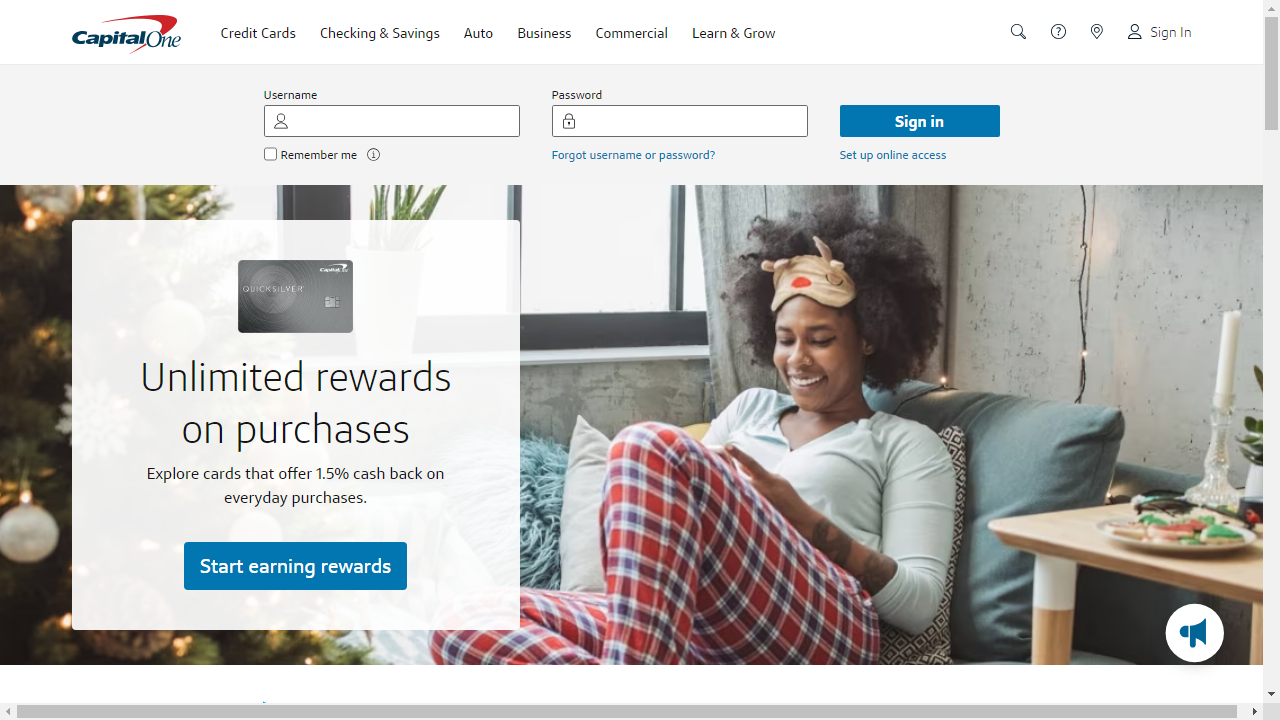 Capital One
Credit Cards
Checking & Savings
Auto
Business
Commercial
Learn & Grow
Sign In
Username
Password
Sign in
Remember me
Forgot username or password?
Set up online access
Capital One
QUICKSILVER
Unlimited rewards
on purchases
Explore cards that offer 1.5% cash back on
everyday purchases.
Start earning rewards